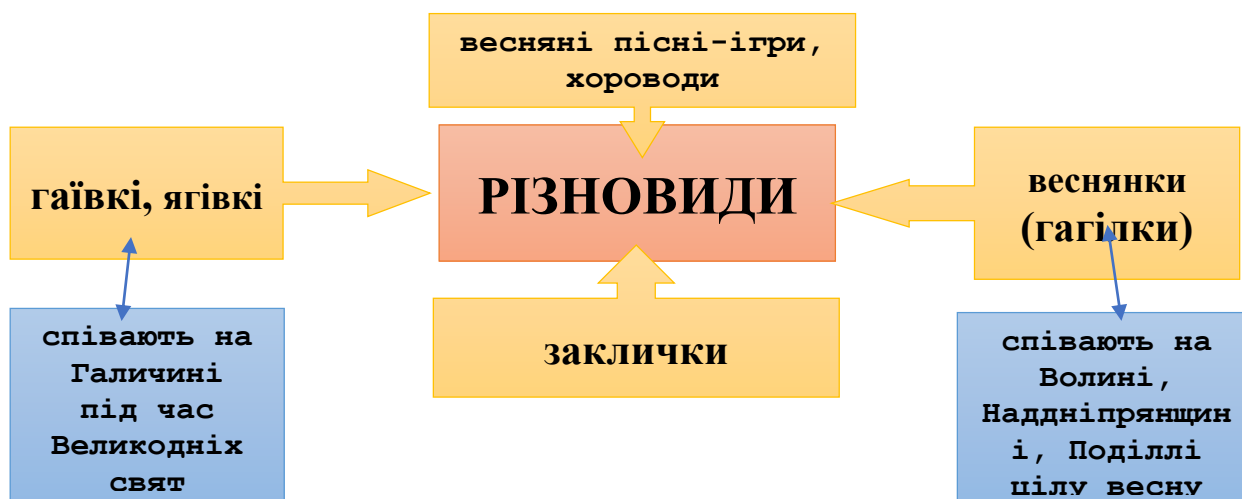 весняні пісні-ігри,
хороводи
гаївкі, ягівкі
РІЗНОВИДИ
веснянки
(гагілки)
заклички
співають на
Галичині
під час
Великодніх
свят
співають на
Волині,
Наддніпрянщин
і, Поділлі
цілу весну